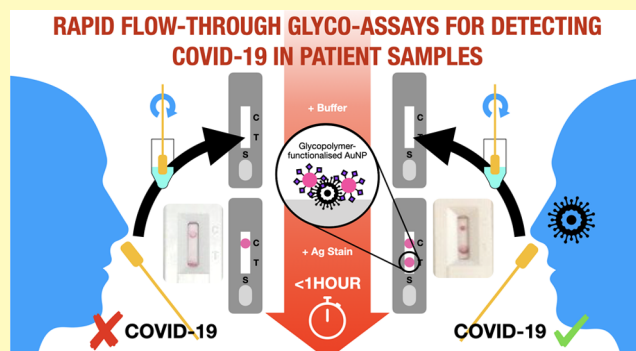 RAPID FLOW-THROUGH GLYCO-ASSAYS FOR DETECTING
COVID-19 IN PATIENT SAMPLES
+ Buffer
C
T
S
Glycopolymer-
functionalised AuNP
C
T
S
C
T
S
C
T
+ Ag Stain
C
T
S
<1HOUR
COVID-19
COVID-19